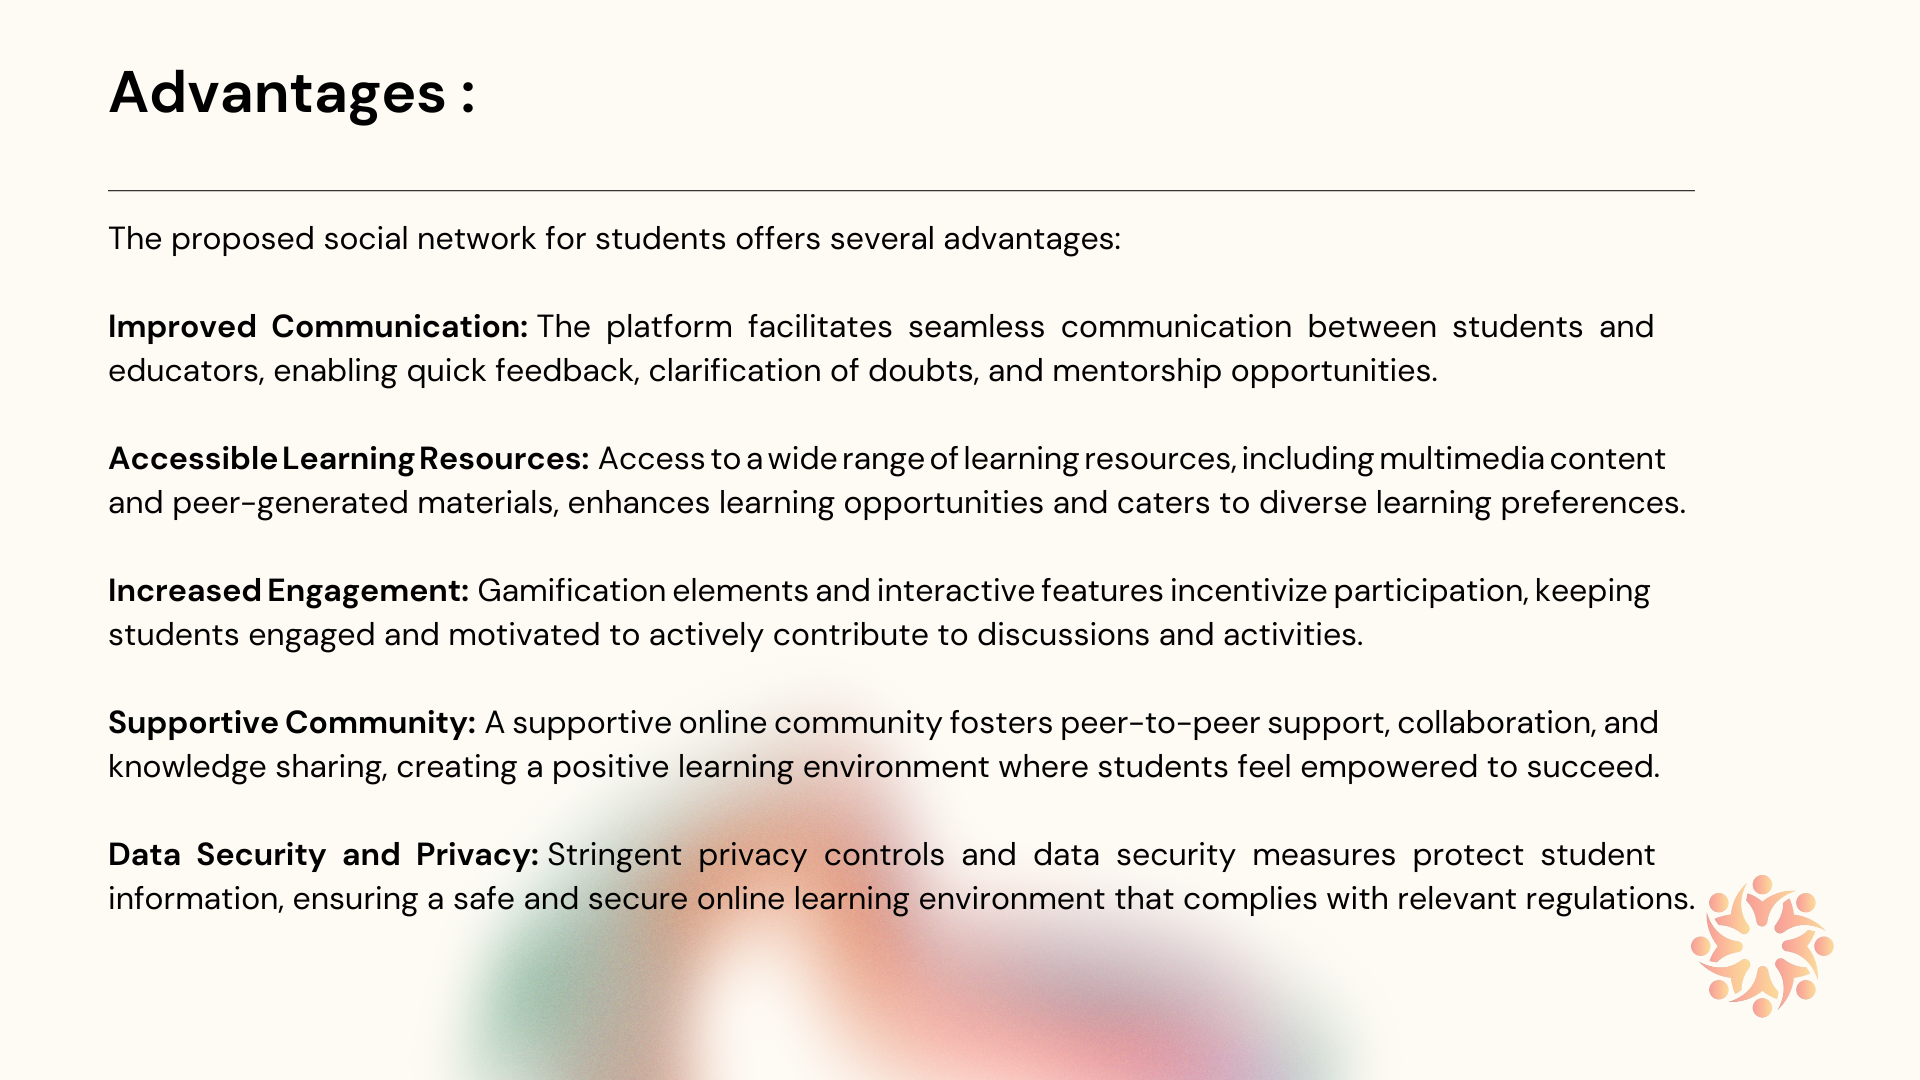 Advantages :
The proposed social network for students offers several advantages:
Improved Communication: The platform facilitates seamless communication between students and
educators, enabling quick feedback, clarification of doubts, and mentorship opportunities.
Accessible Learning Resources: Access to a wide range of learning resources, including multimedia content
and peer-generated materials, enhances learning opportunities and caters to diverse learning preferences.
Increased Engagement: Gamification elements and interactive features incentivize participation, keeping
students engaged and motivated to actively contribute to discussions and activities.
Supportive Community: A supportive online community fosters peer-to-peer support, collaboration, and
knowledge sharing, creating a positive learning environment where students feel empowered to succeed.
Data Security and Privacy: Stringent privacy controls and data security measures protect student
information, ensuring a safe and secure online learning environment that complies with relevant regulations.